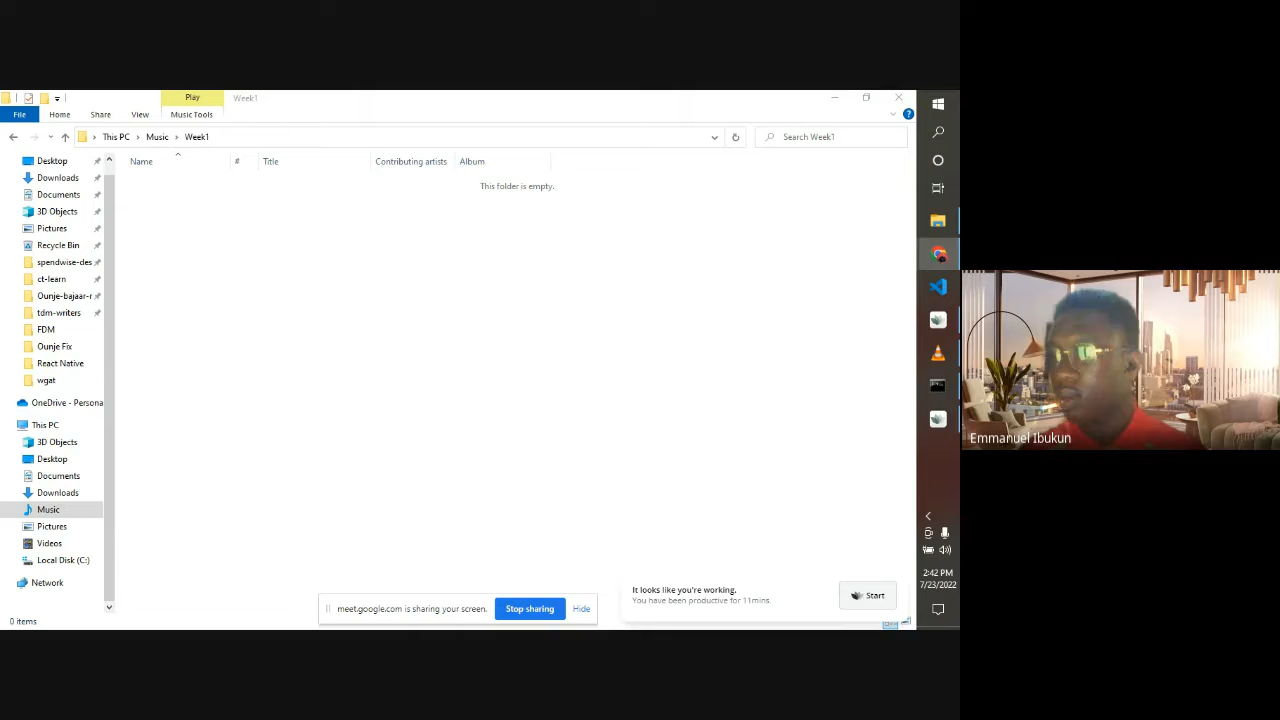 Play
Week1
File
Home
Share
View
Music Tools
This PC
Music
Week1
Search Week1
Name
#
Title
Contributing artists
Album
This folder is empty.
Desktop
Downloads
Documents
3D Objects
Pictures
Recycle Bin
spendwise-des
ct-learn
Ounje-bajaar-r
tdm-writers
FDM
Ounje Fix
React Native
wgat
OneDrive - Persona
This PC
3D Objects
Desktop
Documents
Downloads
Music
Pictures
Videos
Local Disk (C:)
Network
0 items
meet.google.com is sharing your screen.
Stop sharing
Hide
It looks like you're working.
You have been productive for 11mins.
Start
2:42 PM
7/23/2022
Emmanuel Ibukun